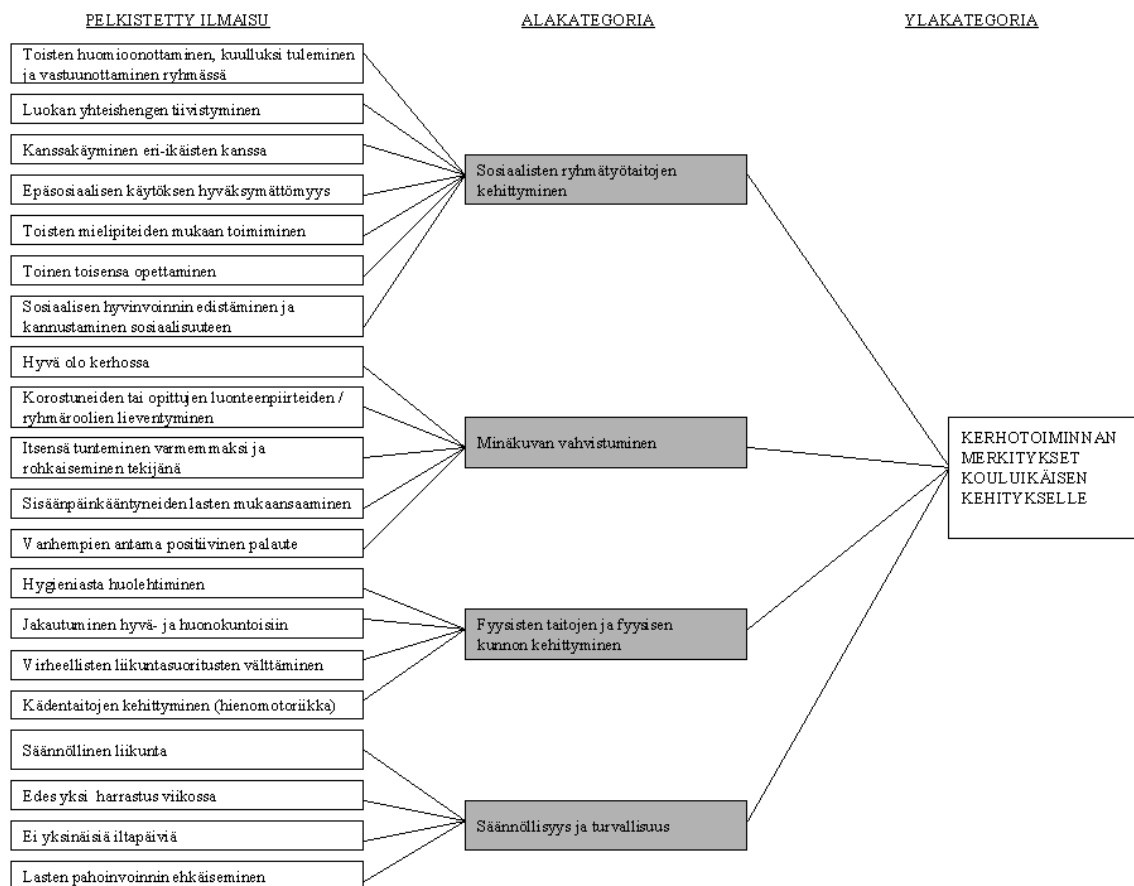 PELKISTETTY ILMAISU
ALAKATEGORIA
YLAKATEGORIA
Toisten huomioonottaminen, kuulluksi tuleminen
ja vastuunottaminen ryhmässä
Luokan yhteishengen tiivistyminen
Kanssakäyminen eri-ikäisten kanssa
Epäsosiaalisen käytöksen hyväksymättömyys
Toisten mielipiteiden mukaan toimiminen
Toinen toisensa opettaminen
Sosiaalisen hyvinvoinnin edistäminen ja
kannustaminen sosiaalisuuteen
Sosiaalisten ryhmätyötaitojen
kehittyminen
Hyvä olo kerhossa
Korostuneiden tai opittujen luonteenpiirteiden /
ryhmäroolien lieventyminen
Itsensä tunteminen varmemmaksi ja
rohkaiseminen tekijänä
Sisäänpäinkääntyneiden lasten mukaansaaminen
Vanhempien antama positiivinen palaute
Minäkuvan vahvistuminen
KERHOTOIMINNAN
MERKITYKSET
KOULUIKÄISEN
KEHITYKSELLE
Hygieniasta huolehtiminen
Jakautuminen hyvä- ja huonokuntoisiin
Virheellisten liikuntasuoritusten välttäminen
Kädentaitojen kehittyminen (hienomotoriikka)
Fyysisten taitojen ja fyysisen
kunnon kehittyminen
Säännöllinen liikunta
Edes yksi harrastus viikossa
Ei yksinäisiä iltapäiviä
Lasten pahoinvoinnin ehkäiseminen
Säännöllisyys ja turvallisuus